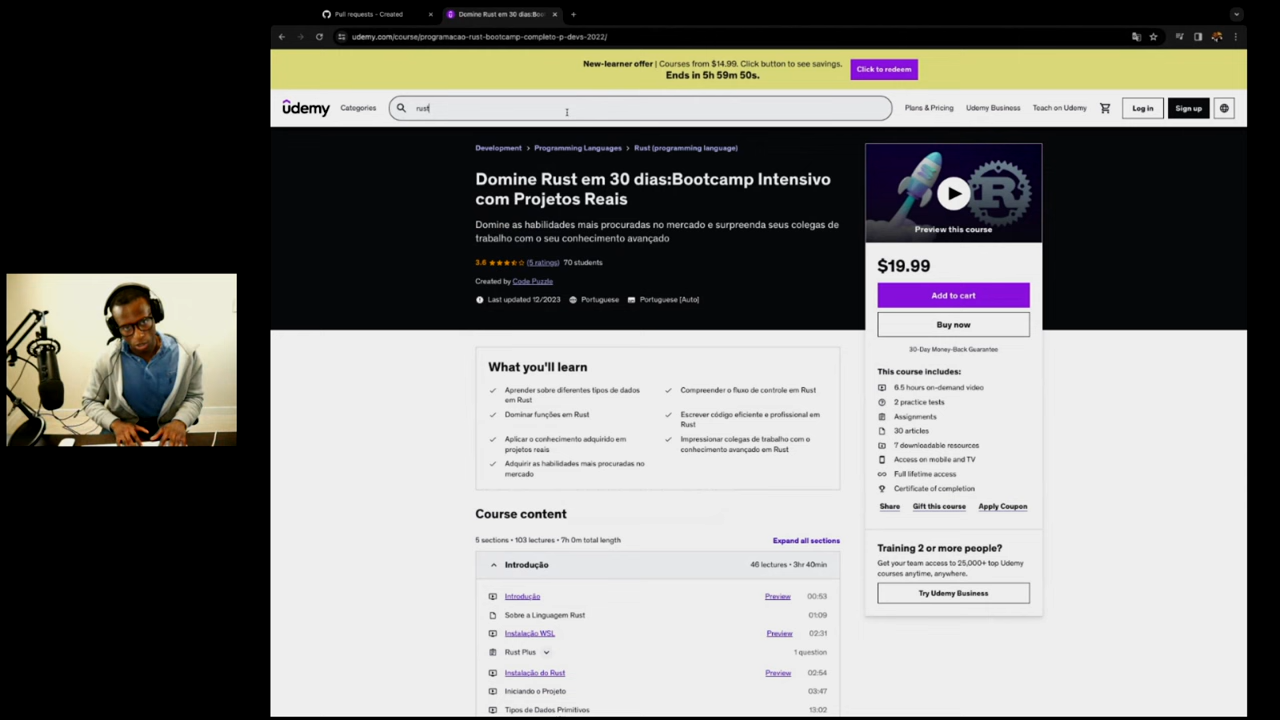 Pull requests - Created
Domine Rust em 30 dias:Boo
udemy.com/course/programacao-rust-bootcamp-completo-p-devs-2022/
New-learner offer | Courses from $14.99. Click button to see savings.
Ends in 5h 59m 50s.
Click to redeem
ûdemy
Categories
rust
Plans & Pricing
Udemy Business
Teach on Udemy
Log in
Sign up
Development > Programming Languages > Rust (programming language)
Domine Rust em 30 dias:Bootcamp Intensivo
com Projetos Reais
Domine as habilidades mais procuradas no mercado e surpreenda seus colegas de
trabalho com o seu conhecimento avançado
3.6 (5 ratings) 70 students
Created by Code Puzzle
Last updated 12/2023 Portuguese Portuguese [Auto]
R
Preview this course
$19.99
Add to cart
Buy now
30-Day Money-Back Guarantee
This course includes:
6.5 hours on-demand video
2 practice tests
Assignments
30 articles
7 downloadable resources
Access on mobile and TV
Full lifetime access
Certificate of completion
Share
Gift this course
Apply Coupon
Training 2 or more people?
Get your team access to 25,000+ top Udemy
courses anytime, anywhere.
Try Udemy Business
What you'll learn
Aprender sobre diferentes tipos de dados
em Rust
Dominar funções em Rust
Aplicar o conhecimento adquirido em
projetos reais
Adquirir as habilidades mais procuradas no
mercado
Compreender o fluxo de controle em Rust
Escrever código eficiente e profissional em
Rust
Impressionar colegas de trabalho com o
conhecimento avançado em Rust
Course content
5 sections • 103 lectures • 7h 0m total length
Expand all sections
Introdução
46 lectures • 3hr 40min
Introdução
Preview
00:53
Sobre a Linguagem Rust
01:09
Instalação WSL
Preview
02:31
Rust Plus
1 question
Instalação do Rust
Preview
02:54
Iniciando o Projeto
03:47
Tipos de Dados Primitivos
13:02